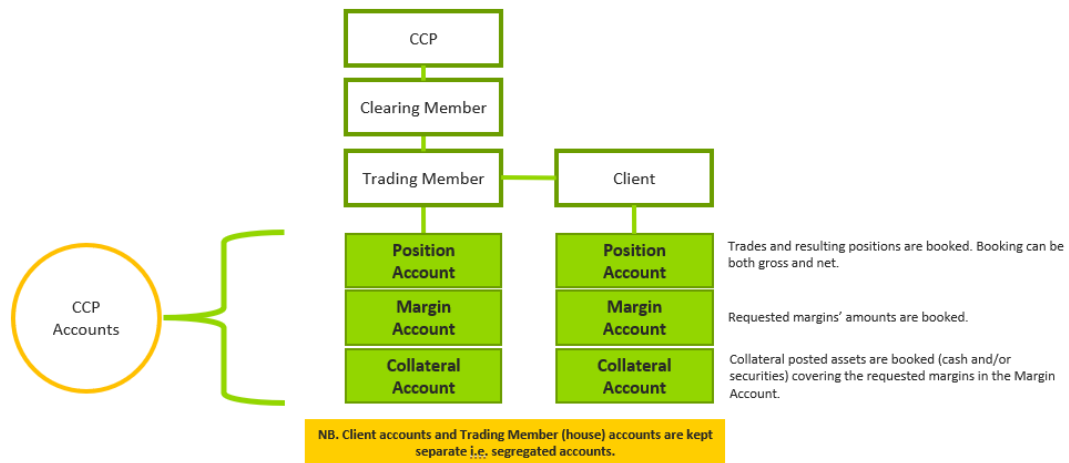 CCP
Clearing Member
Trading Member
Client
CCP
Accounts
Position
Account
Position
Account
Trades and resulting positions are booked. Booking can be
both gross and net.
Margin
Account
Margin
Account
Requested margins’ amounts are booked.
Collateral
Account
Collateral
Account
Collateral posted assets are booked (cash and/or
securities) covering the requested margins in the Margin
Account.
NB. Client accounts and Trading Member (house) accounts are kept
separate i.e. segregated accounts.